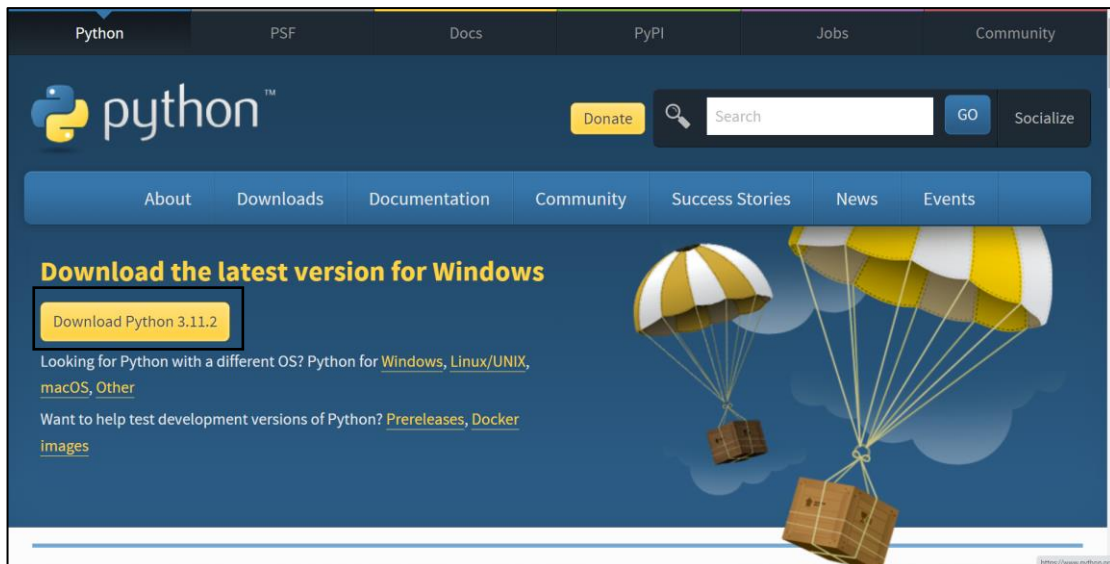 Python PSF Docs PyPI Jobs Community
python™
Donate Search GO Socialize
About Downloads Documentation Community Success Stories News Events
Download the latest version for Windows
Download Python 3.11.2
Looking for Python with a different OS? Python for Windows, Linux/UNIX,
macOS, Other
Want to help test development versions of Python? Prereleases, Docker
images